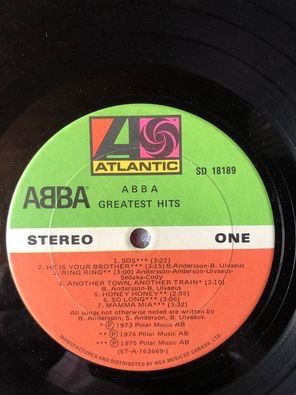 ATLANTIC
SD 18189
ABBA
ABBA
GREATEST HITS
STEREO
ONE
1. SOS*** (3:22)
2. HE IS YOUR BROTHER** (3:15) B.Andersson-B. Ulvaeus
3. RING RING** (3:00) B. Andersson-B. Ulvaeus-
Sedaka-Cody
4. ANOTHER TOWN, ANOTHER TRAIN* (3:10)
B. Andersson-B. Ulvaeus
5. HONEY HONEY** (2:55)
6. SO LONG*** (3:06)
7. MAMMA MIA*** (3:32)
All songs not otherwise noted are written by
B. Andersson, S. Anderson, B. Ulvaeus
* ℗ 1973 Polar Music AB
** ℗ 1974 Polar Music AB
*** ℗ 1975 Polar Music AB
(ST-A-763669-)
MANUFACTURED AND DISTRIBUTED BY WEA MUSIC OF CANADA, LTD.